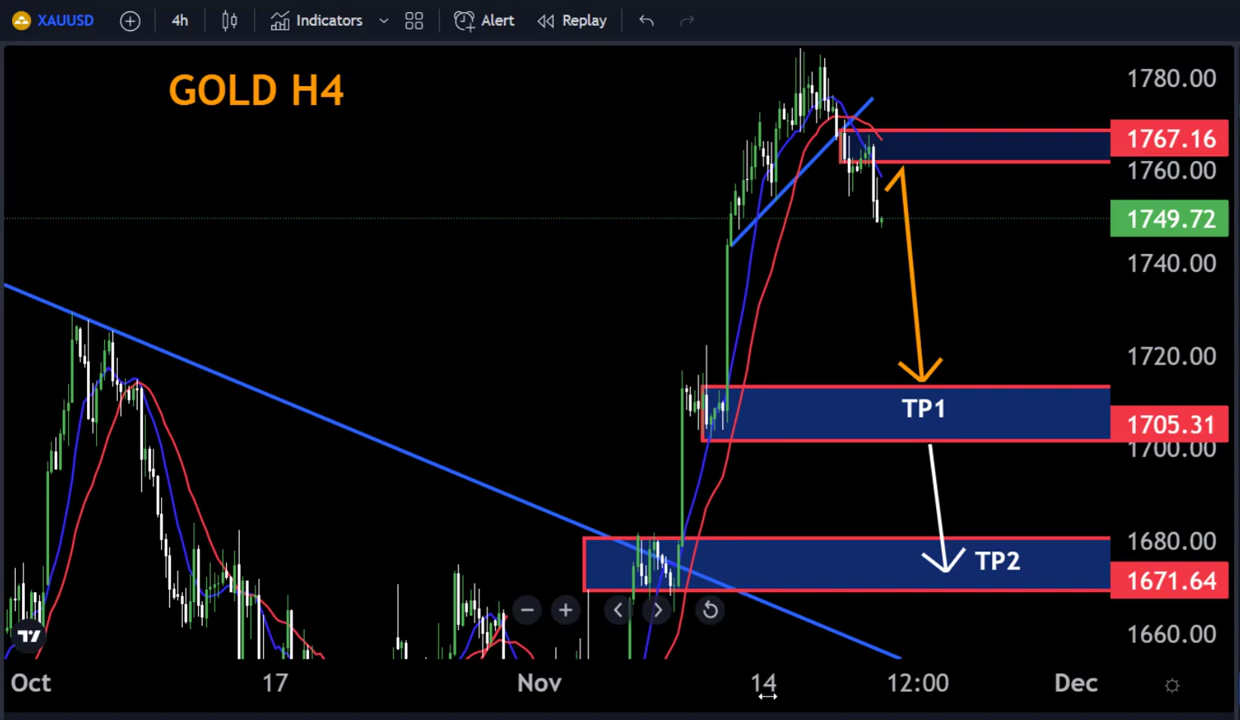 XAUUSD 4h Indicators Alert Replay
GOLD H4
1780.00
1767.16
1760.00
1749.72
1740.00
1720.00
TP1
1705.31
1700.00
1680.00
TP2
1671.64
1660.00
Oct 17 Nov 14 12:00 Dec